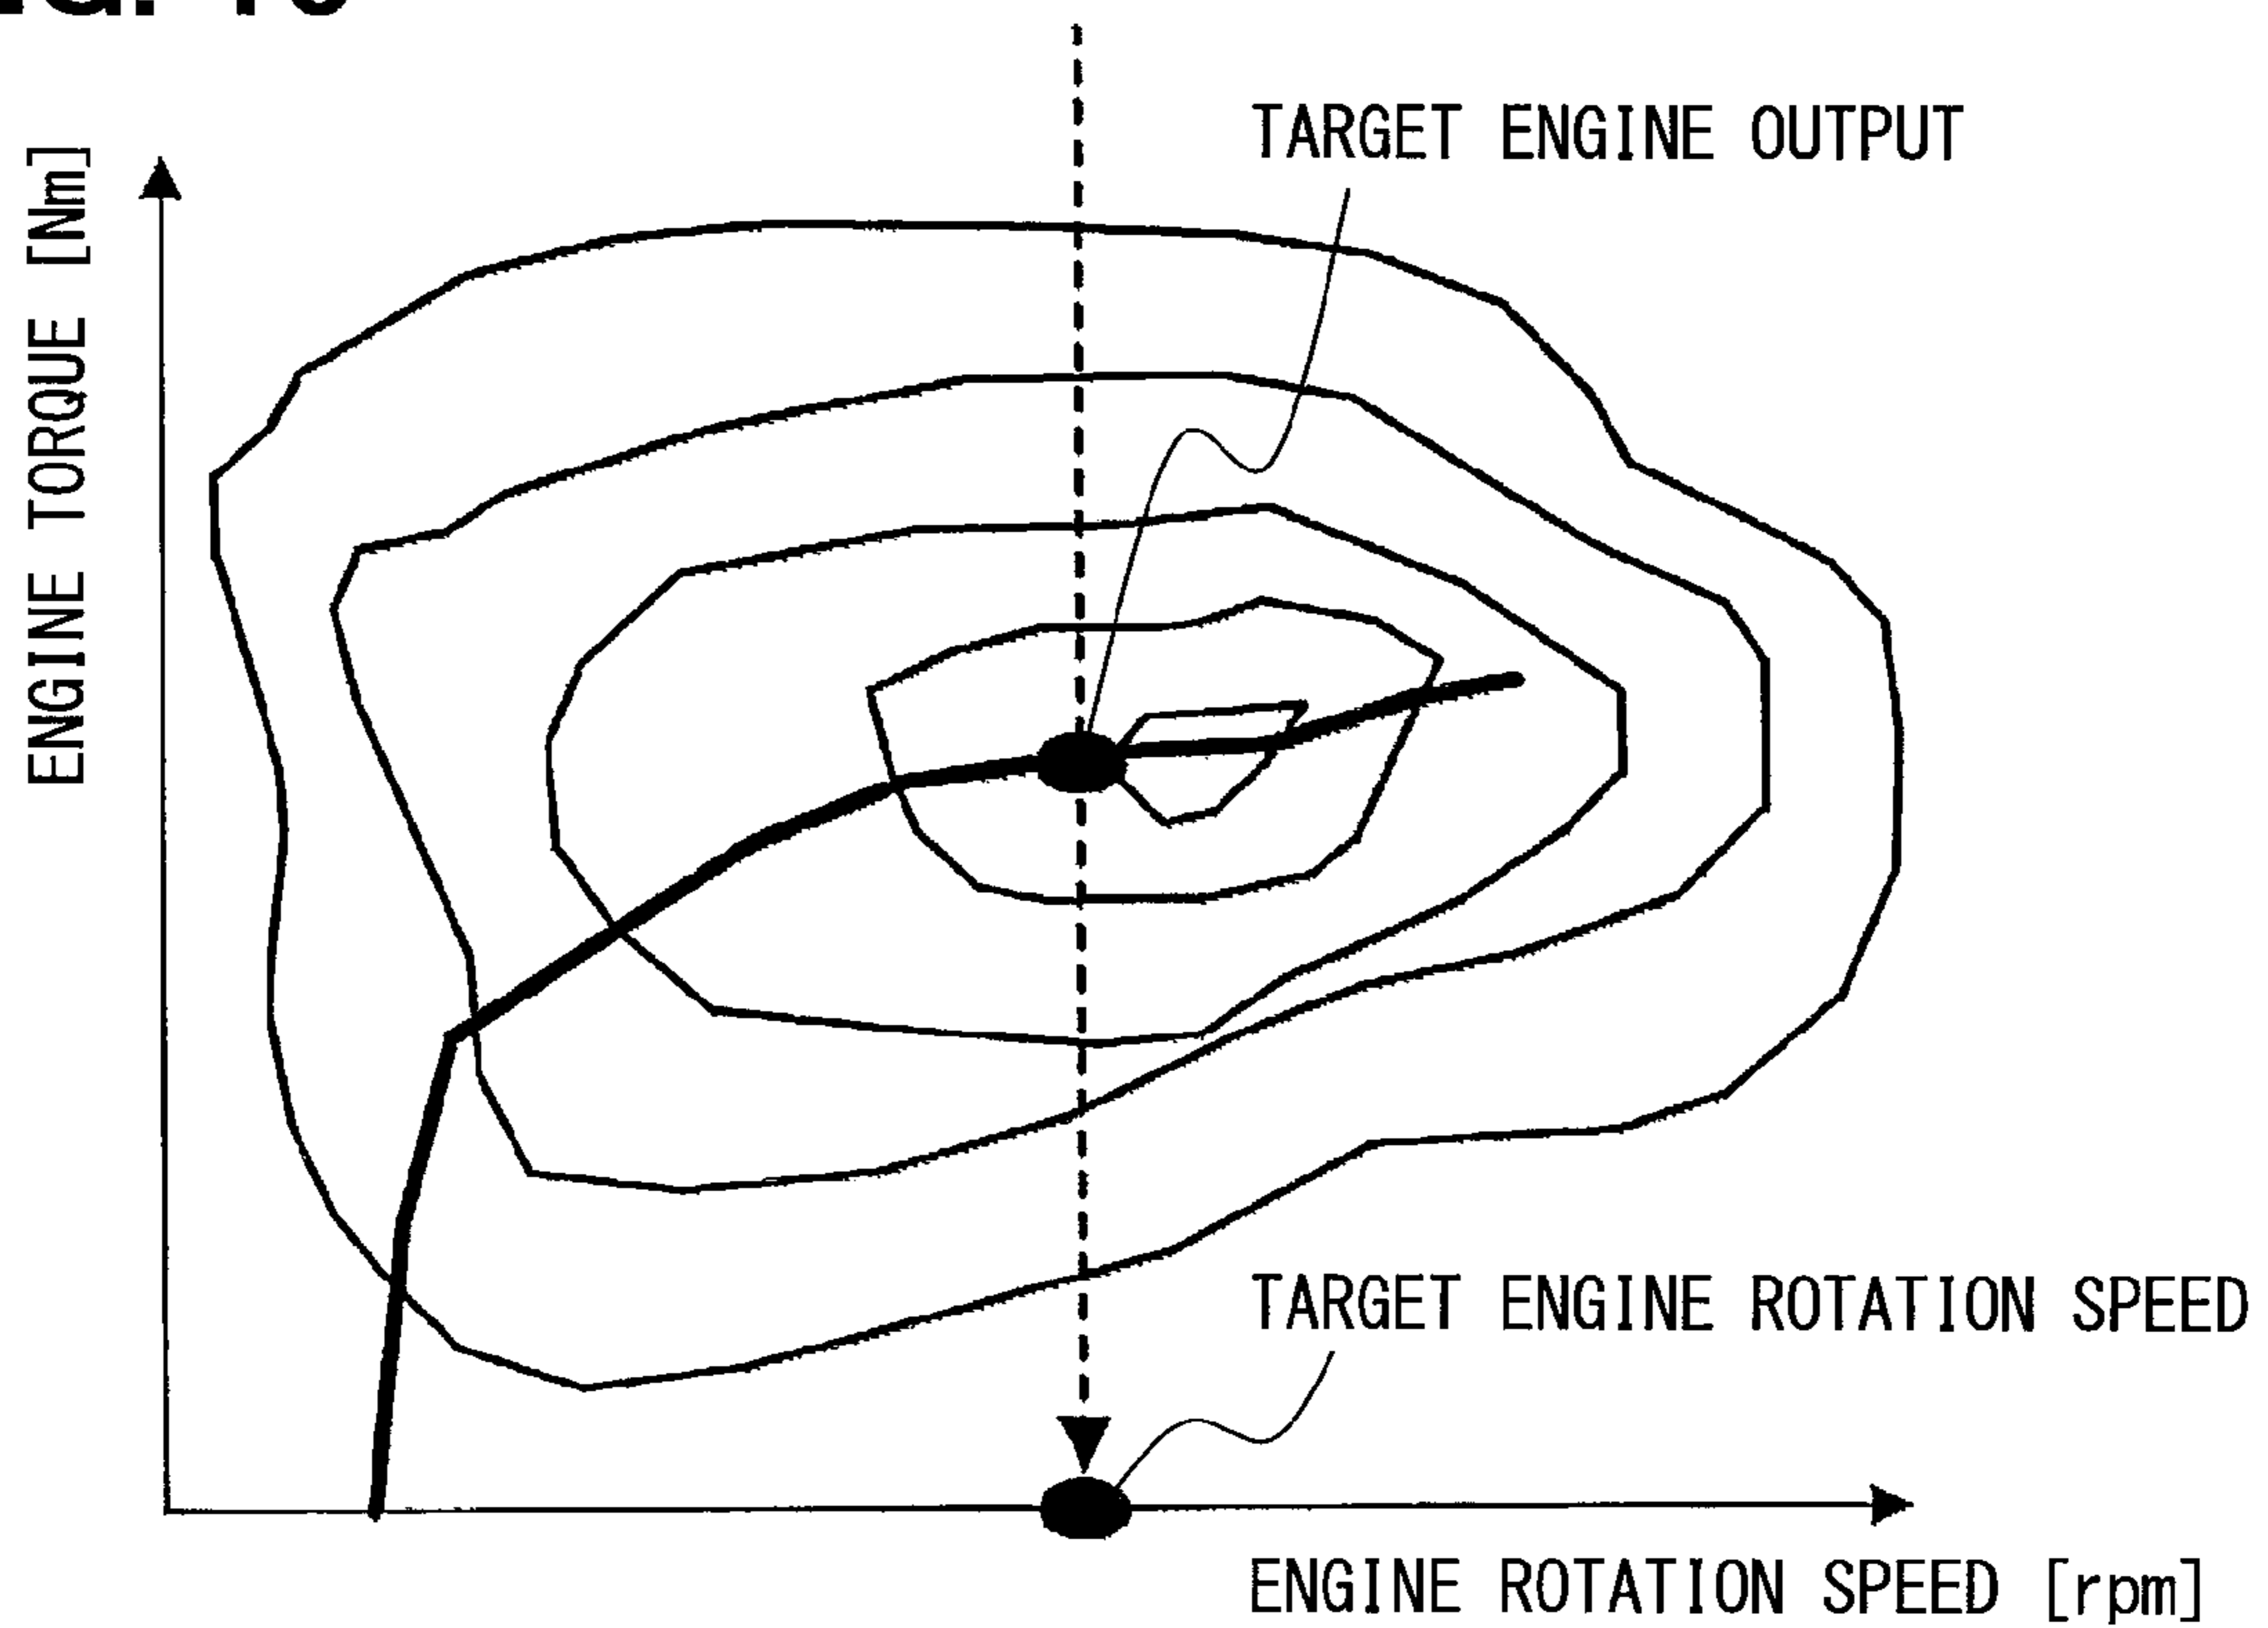 TARGET ENGINE OUTPUT
ENGINE TORQUE [Nm]
TARGET ENGINE ROTATION SPEED
ENGINE ROTATION SPEED [rpm]